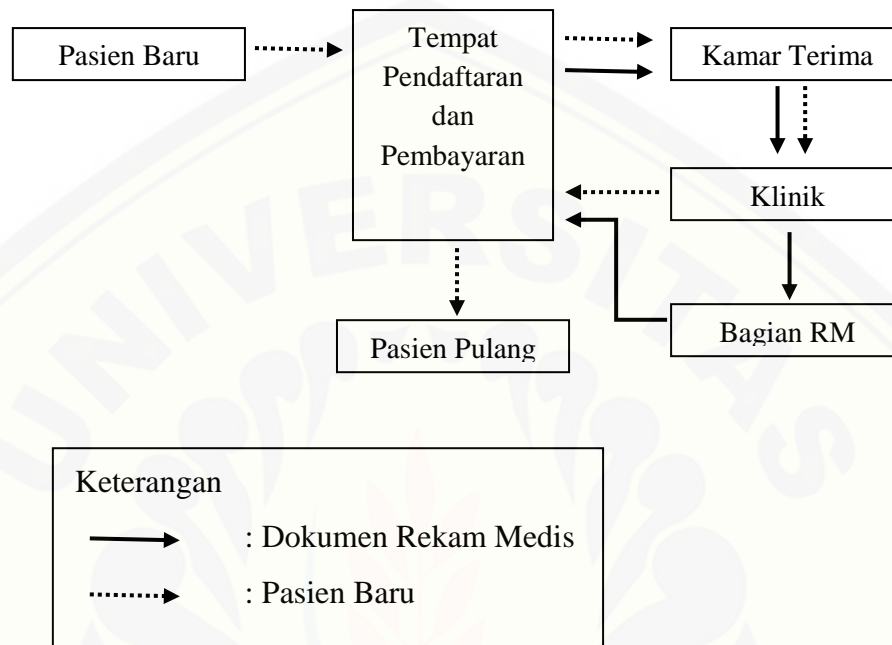 Pasien Baru
Tempat
Pendaftaran
dan
Pembayaran
Kamar Terima
Klinik
Bagian RM
Pasien Pulang
Keterangan
: Dokumen Rekam Medis
: Pasien Baru
UNIVERSITAS